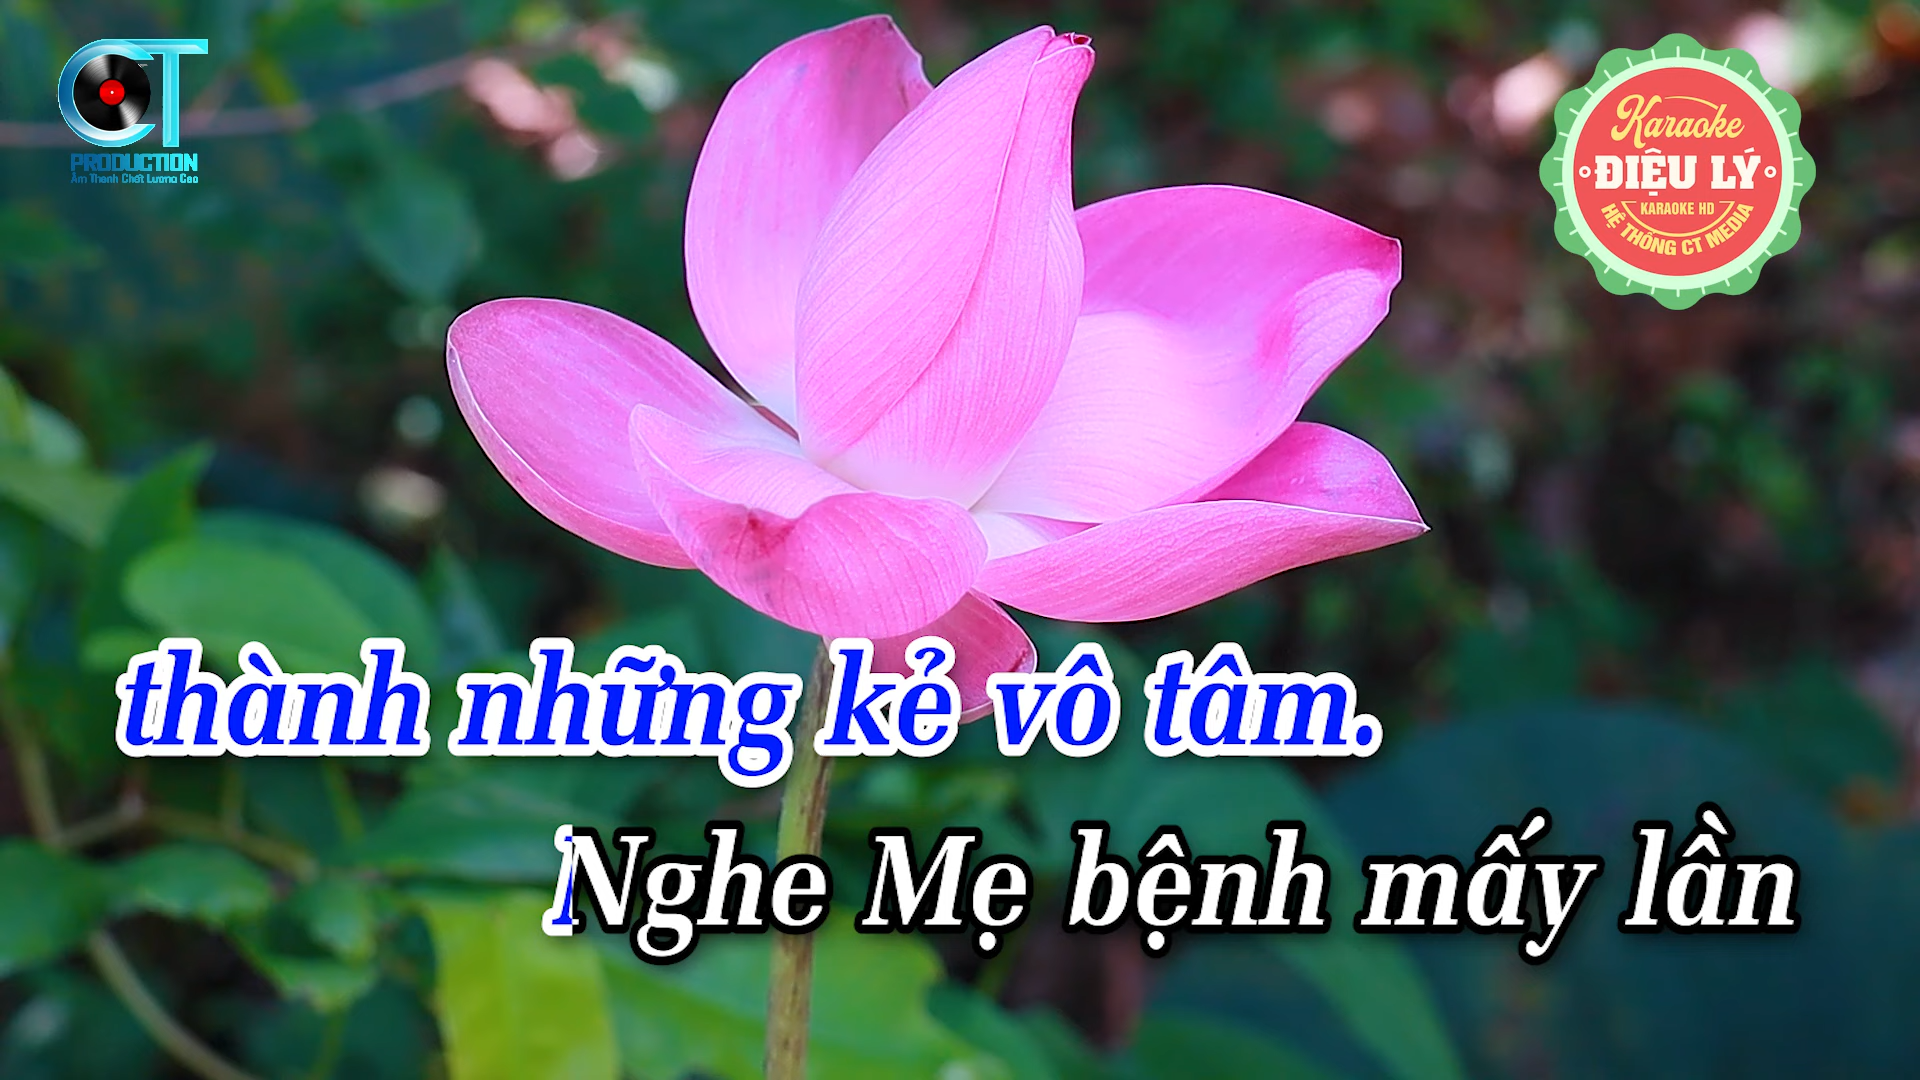 CT
PRODUCTION
Âm Thanh Chất Lượng Cao
Karaoke
ĐIỆU LÝ
KARAOKE HD
HỆ THỐNG CT MEDIA
thành những kẻ vô tâm.
Nghe Mẹ bệnh mấy lần